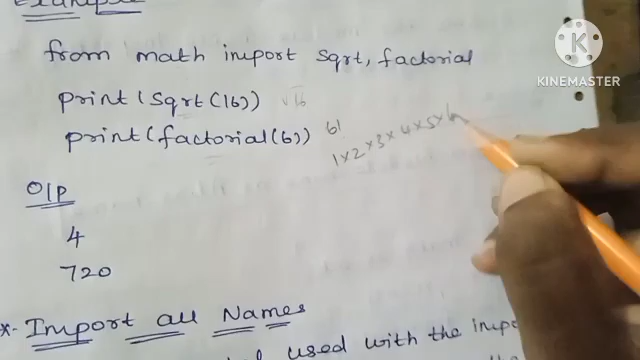 Example
from math import sqrt, factorial
print(sqrt(16)) √16
print(factorial(6)) 6!
1×2×3×4×5×6
O/P
4
720
*- Import all Names
used with the impo
K
KINEMASTER